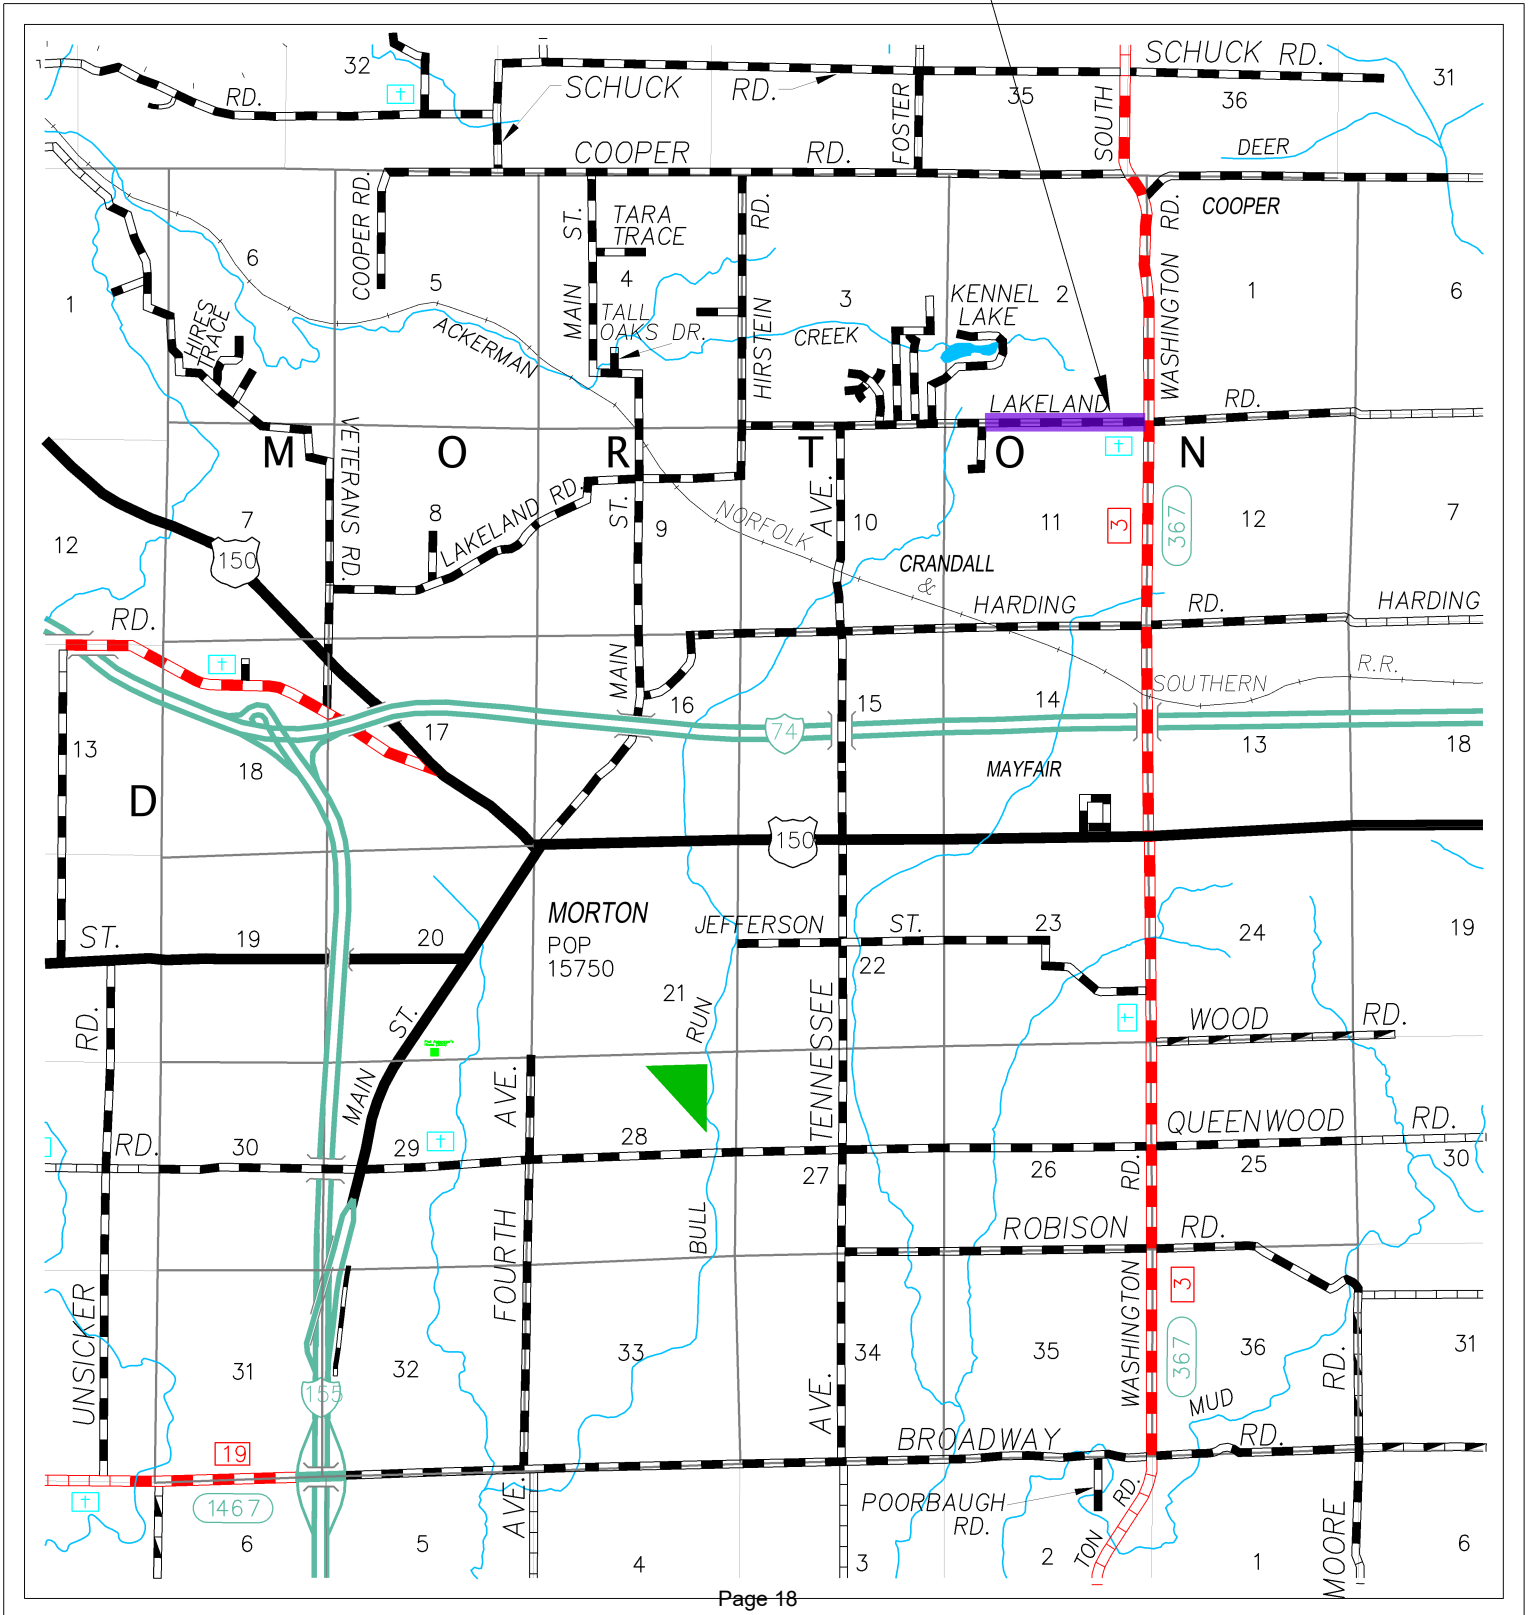 SCHUCK RD.
32
31
RD.
SCHUCK RD.
35
36
FOSTER
SOUTH
DEER
COOPER RD.
COOPER
COOPER RD.
ST.
TARA
TRACE
RD.
WASHINGTON RD.
6
5
4
3
2
1
6
1
KENNEL
LAKE
HIRES
TRACE
MAIN
TALL
OAKS DR.
ACKERMAN
HIRSTEIN
CREEK
LAKELAND
RD.
M O R T O N
VETERANS RD.
7
8
LAKELAND RD.
ST.
9
NORFOLK
AVE.
10
11
3
367
12
7
12
150
CRANDALL
&
HARDING
RD.
HARDING
RD.
MAIN
16
15
14
SOUTHERN
R.R.
13
17
18
74
13
18
MAYFAIR
D
150
MORTON
POP
15750
JEFFERSON ST.
23
24
19
ST.
19
20
22
21
RUN
TENNESSEE
WOOD RD.
RD.
ST.
MAIN
AVE.
QUEENWOOD RD.
RD.
30
29
28
27
26
RD.
25
30
BULL
ROBISON RD.
FOURTH
UNSICKER
WASHINGTON
3
367
31
32
33
34
35
36
RD.
31
155
AVE.
MUD
19
BROADWAY RD.
1467
AVE.
POORBAUGH
RD.
RD.
TON
MOORE
6
5
4
3
2
1
6
Page 18